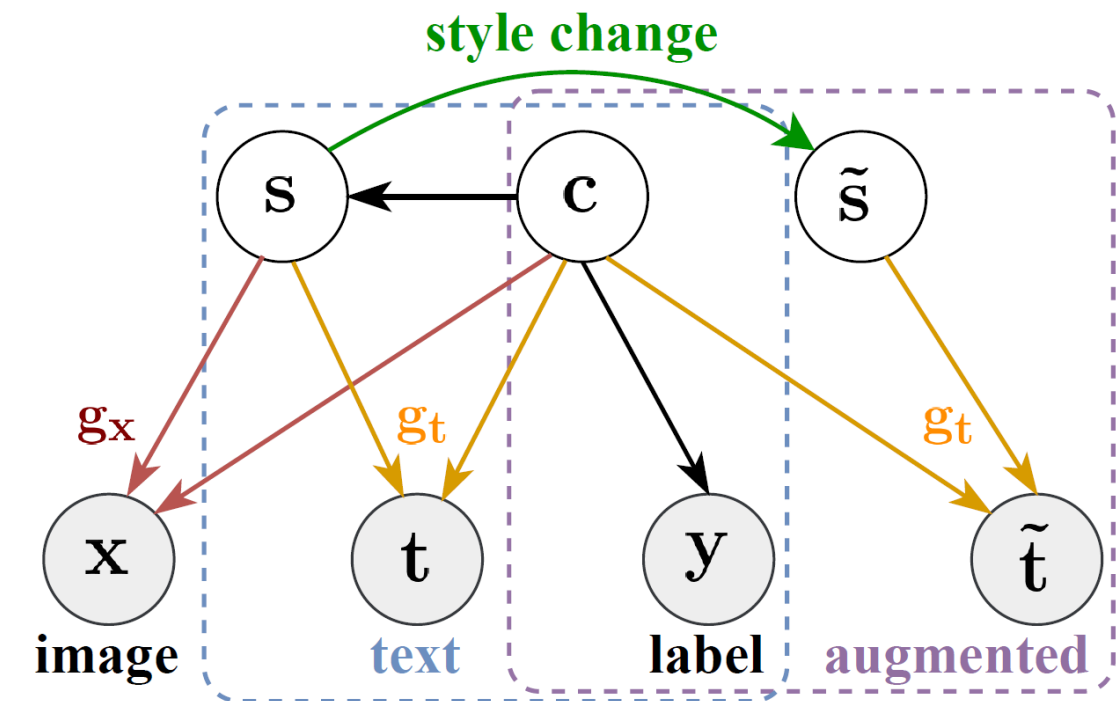 style change
s c s̃
gₓ gₜ gₜ
x t y t̃
image text label augmented